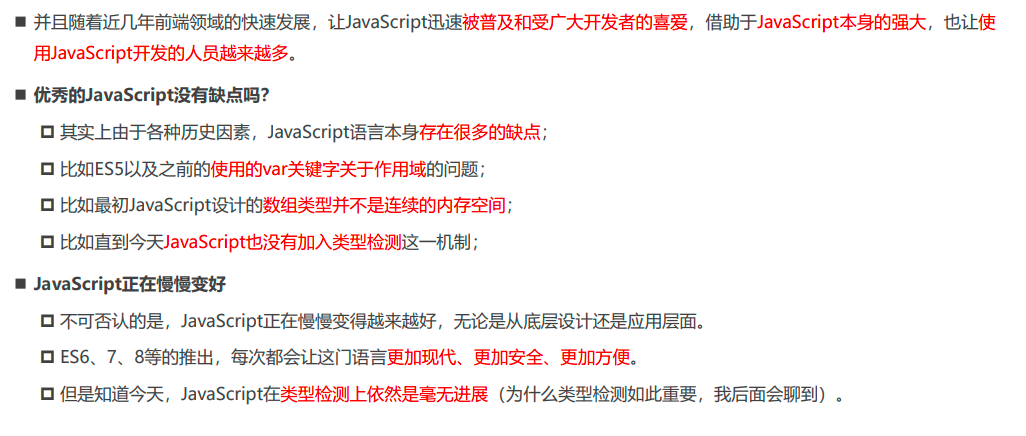 并且随着近几年前端领域的快速发展，让JavaScript迅速被普及和受广大开发者的喜爱，借助于JavaScript本身的强大，也让使
用JavaScript开发的人员越来越多。
优秀的JavaScript没有缺点吗？
其实上由于各种历史因素，JavaScript语言本身存在很多的缺点；
比如ES5以及之前的使用的var关键字关于作用域的问题；
比如最初JavaScript设计的数组类型并不是连续的内存空间；
比如直到今天JavaScript也没有加入类型检测这一机制；
JavaScript正在慢慢变好
不可否认的是，JavaScript正在慢慢变得越来越好，无论是从底层设计还是应用层面。
ES6、7、8等的推出，每次都会让这门语言更加现代、更加安全、更加方便。
但是知道今天，JavaScript在类型检测上依然是毫无进展（为什么类型检测如此重要，我后面会聊到）。